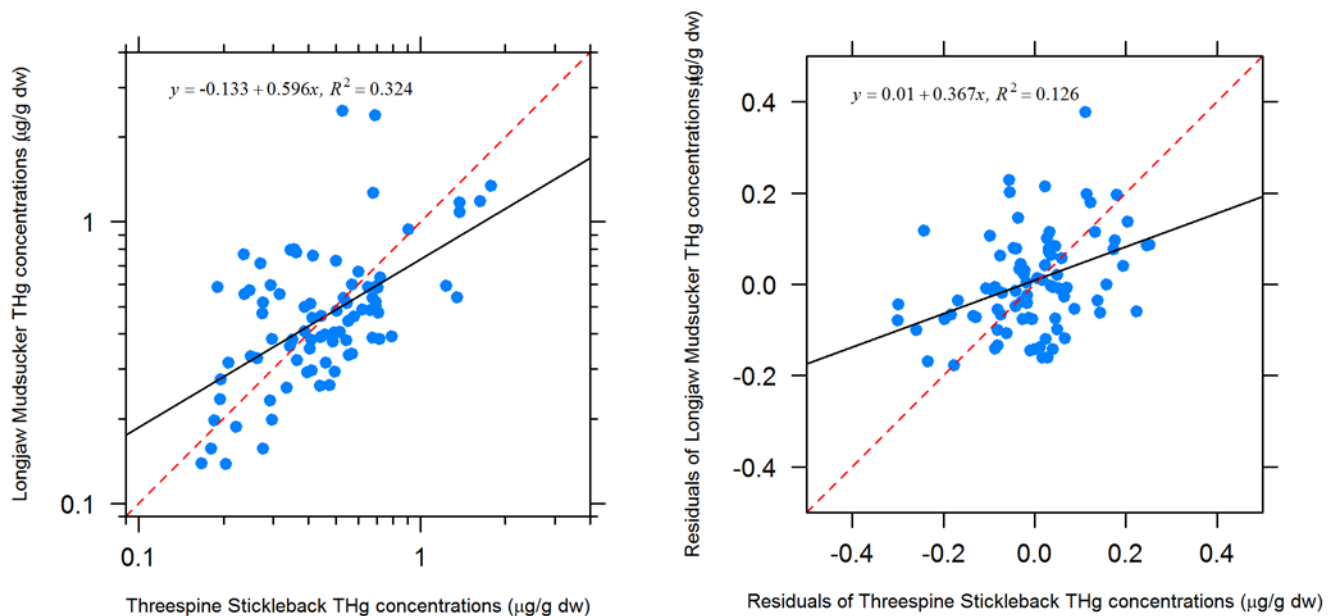 y = -0.133 + 0.596x, R² = 0.324
Longjaw Mudsucker THg concentrations (µg/g dw)
1
0.1
0.1
1
Threespine Stickleback THg concentrations (µg/g dw)
y = 0.01 + 0.367x, R² = 0.126
Residuals of Longjaw Mudsucker THg concentrations (µg/g dw)
0.4
0.2
0.0
-0.2
-0.4
-0.4 -0.2 0.0 0.2 0.4
Residuals of Threespine Stickleback THg concentrations (µg/g dw)